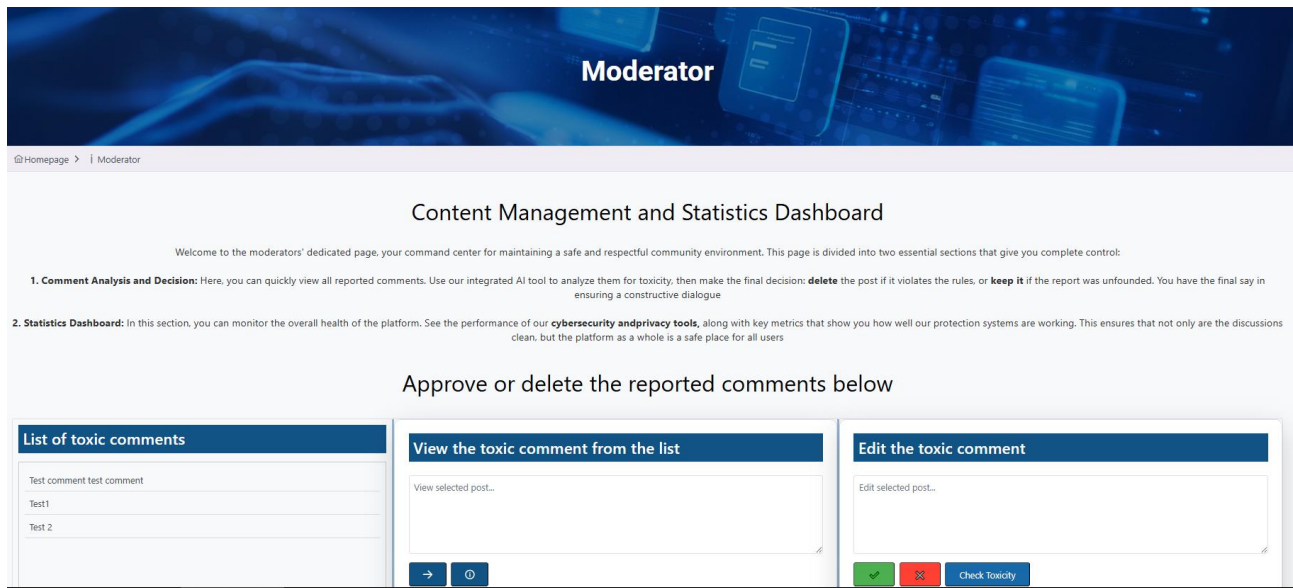 Moderator
Homepage > i Moderator
Content Management and Statistics Dashboard
Welcome to the moderators' dedicated page, your command center for maintaining a safe and respectful community environment. This page is divided into two essential sections that give you complete control:
1. Comment Analysis and Decision: Here, you can quickly view all reported comments. Use our integrated AI tool to analyze them for toxicity, then make the final decision: delete the post if it violates the rules, or keep it if the report was unfounded. You have the final say in
ensuring a constructive dialogue
2. Statistics Dashboard: In this section, you can monitor the overall health of the platform. See the performance of our cybersecurity andprivacy tools, along with key metrics that show you how well our protection systems are working. This ensures that not only are the discussions
clean, but the platform as a whole is a safe place for all users
Approve or delete the reported comments below
List of toxic comments
Test comment test comment
Test1
Test 2
View the toxic comment from the list
View selected post...
Edit the toxic comment
Edit selected post...
Check Toxicity